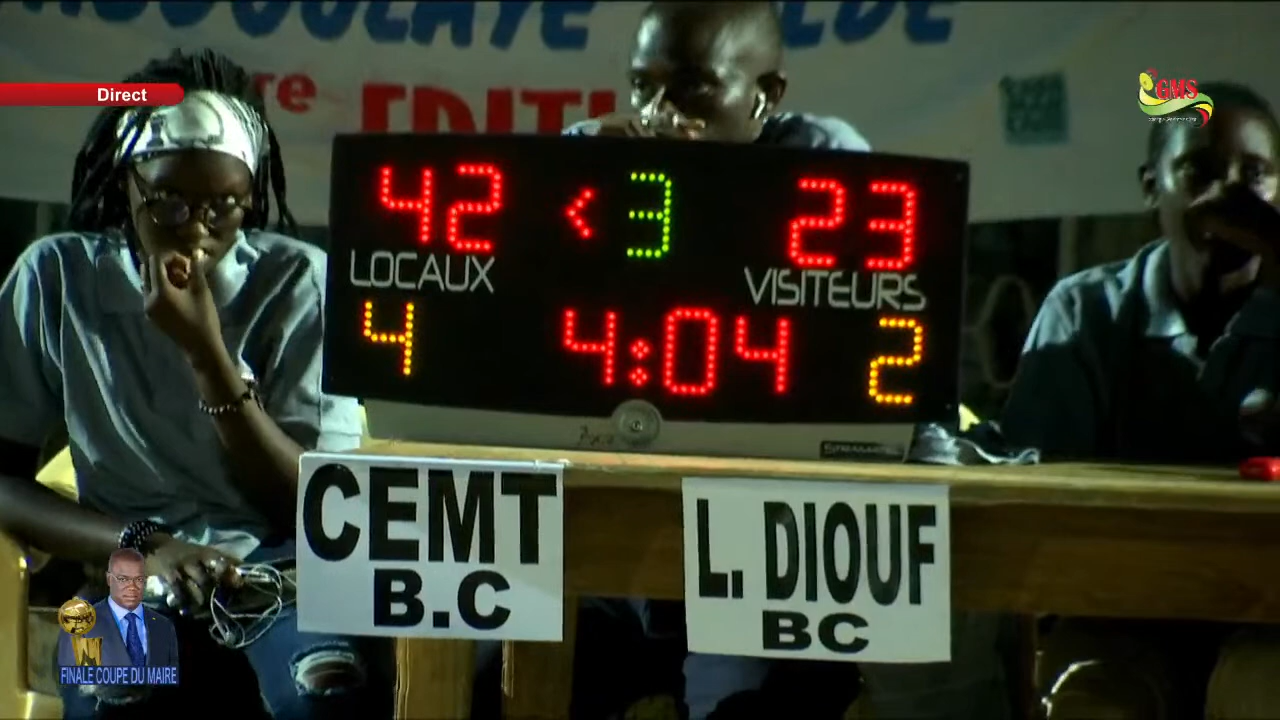 Direct
GMS
42 < 3 23
LOCAUX VISITEURS
4 4:04 2
CEMT
B.C
L. DIOUF
BC
FINALE COUPE DU MAIRE